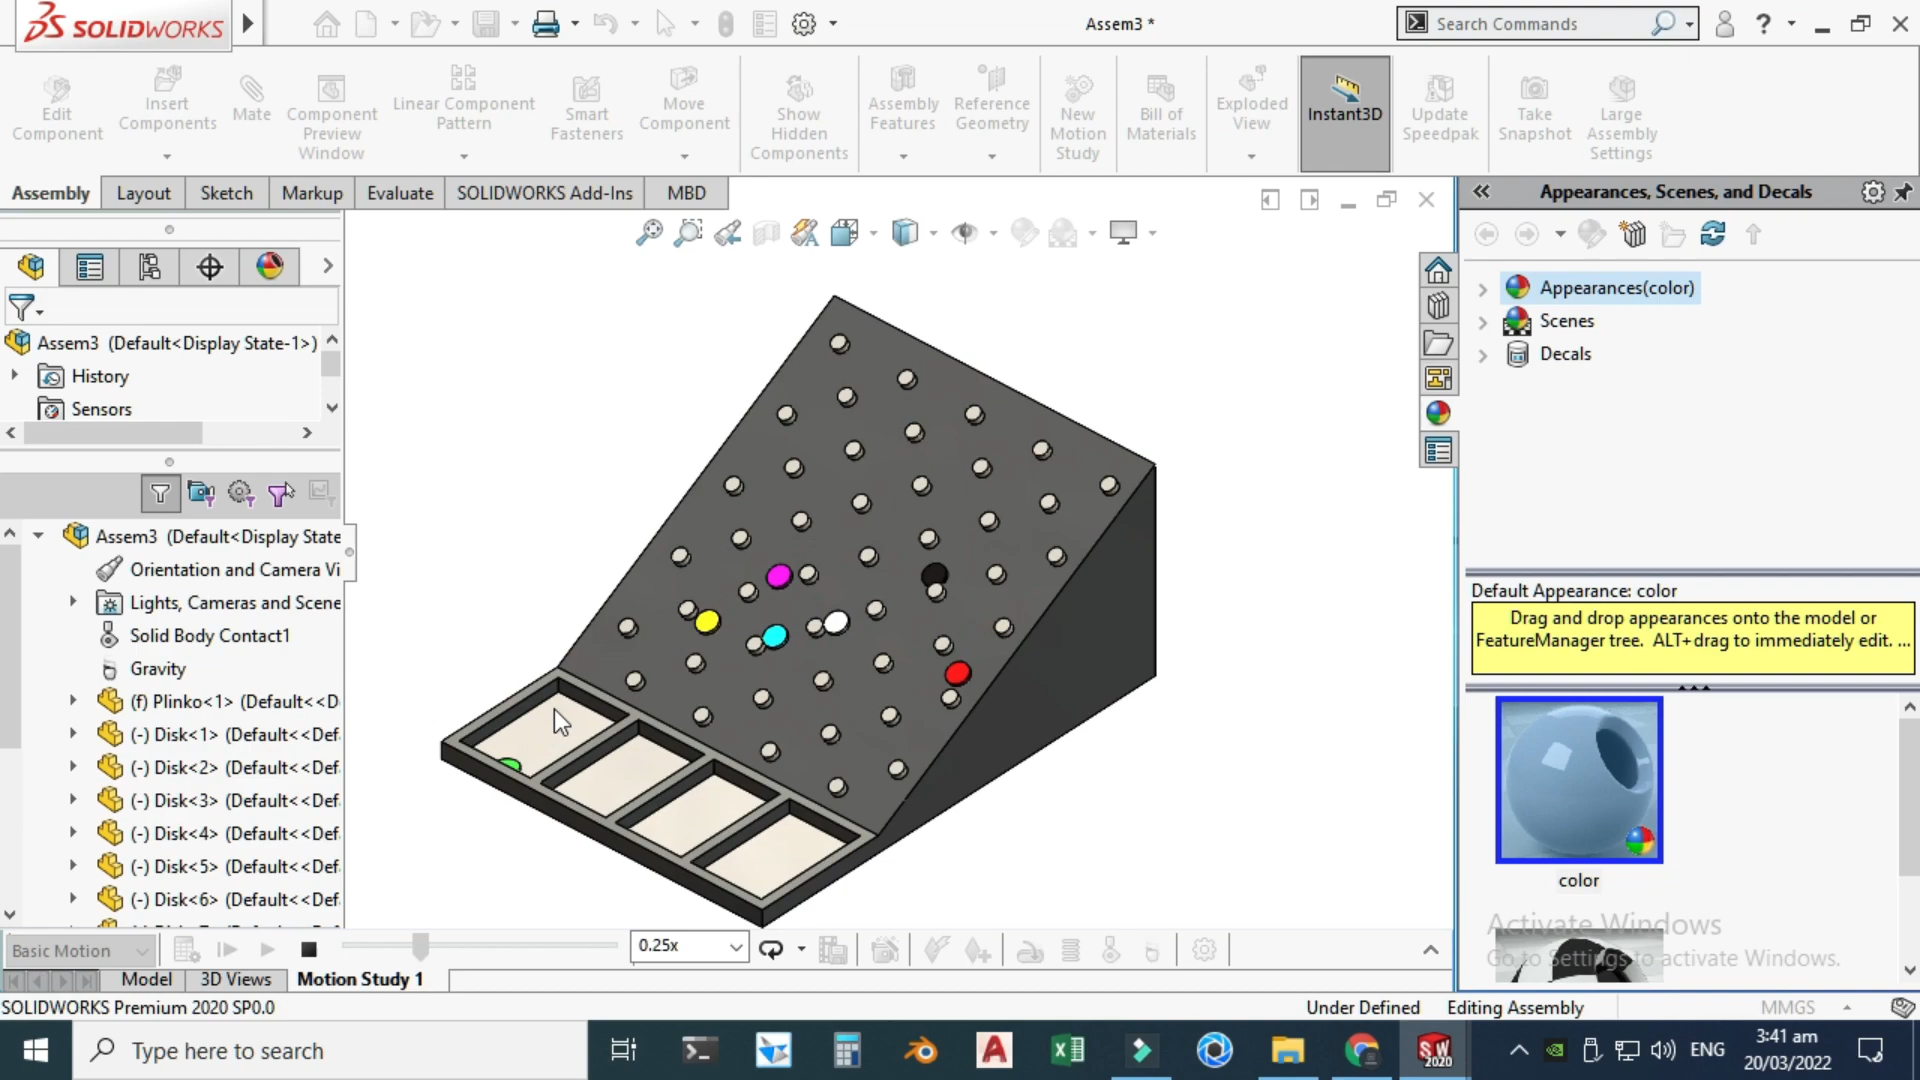 SOLIDWORKS
Assem3 *
Search Commands
Edit Component
Insert Components
Mate
Component Preview Window
Linear Component Pattern
Smart Fasteners
Move Component
Show Hidden Components
Assembly Features
Reference Geometry
New Motion Study
Bill of Materials
Exploded View
Instant3D
Update Speedpak
Take Snapshot
Large Assembly Settings
Assembly
Layout
Sketch
Markup
Evaluate
SOLIDWORKS Add-Ins
MBD
Appearances, Scenes, and Decals
Appearances(color)
Scenes
Decals
Assem3 (Default<Display State-1>)
History
Sensors
Assem3 (Default<Display State
Orientation and Camera Vi
Lights, Cameras and Scene
Solid Body Contact1
Gravity
(f) Plinko<1> (Default<<D
(-) Disk<1> (Default<<Def
(-) Disk<2> (Default<<Def
(-) Disk<3> (Default<<Def
(-) Disk<4> (Default<<Def
(-) Disk<5> (Default<<Def
(-) Disk<6> (Default<<Def
Default Appearance: color
Drag and drop appearances onto the model or
FeatureManager tree. ALT+drag to immediately edit. ...
color
Activate Windows
Go to Settings to activate Windows.
Basic Motion
0.25x
Model
3D Views
Motion Study 1
SOLIDWORKS Premium 2020 SP0.0
Under Defined
Editing Assembly
MMGS
Type here to search
SW 2020
ENG
3:41 am
20/03/2022